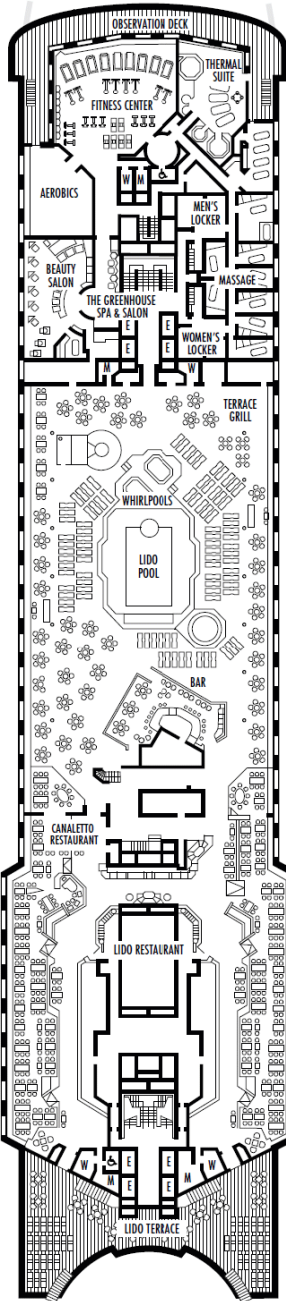 OBSERVATION DECK
THERMAL
SUITE
FITNESS CENTER
W M
AEROBICS
MEN'S
LOCKER
BEAUTY
SALON
MASSAGE
THE GREENHOUSE
SPA & SALON
E E
E E
WOMEN'S
LOCKER
M W
TERRACE
GRILL
WHIRLPOOLS
LIDO
POOL
BAR
CANALETTO
RESTAURANT
LIDO RESTAURANT
W E E W
M E E M
LIDO TERRACE